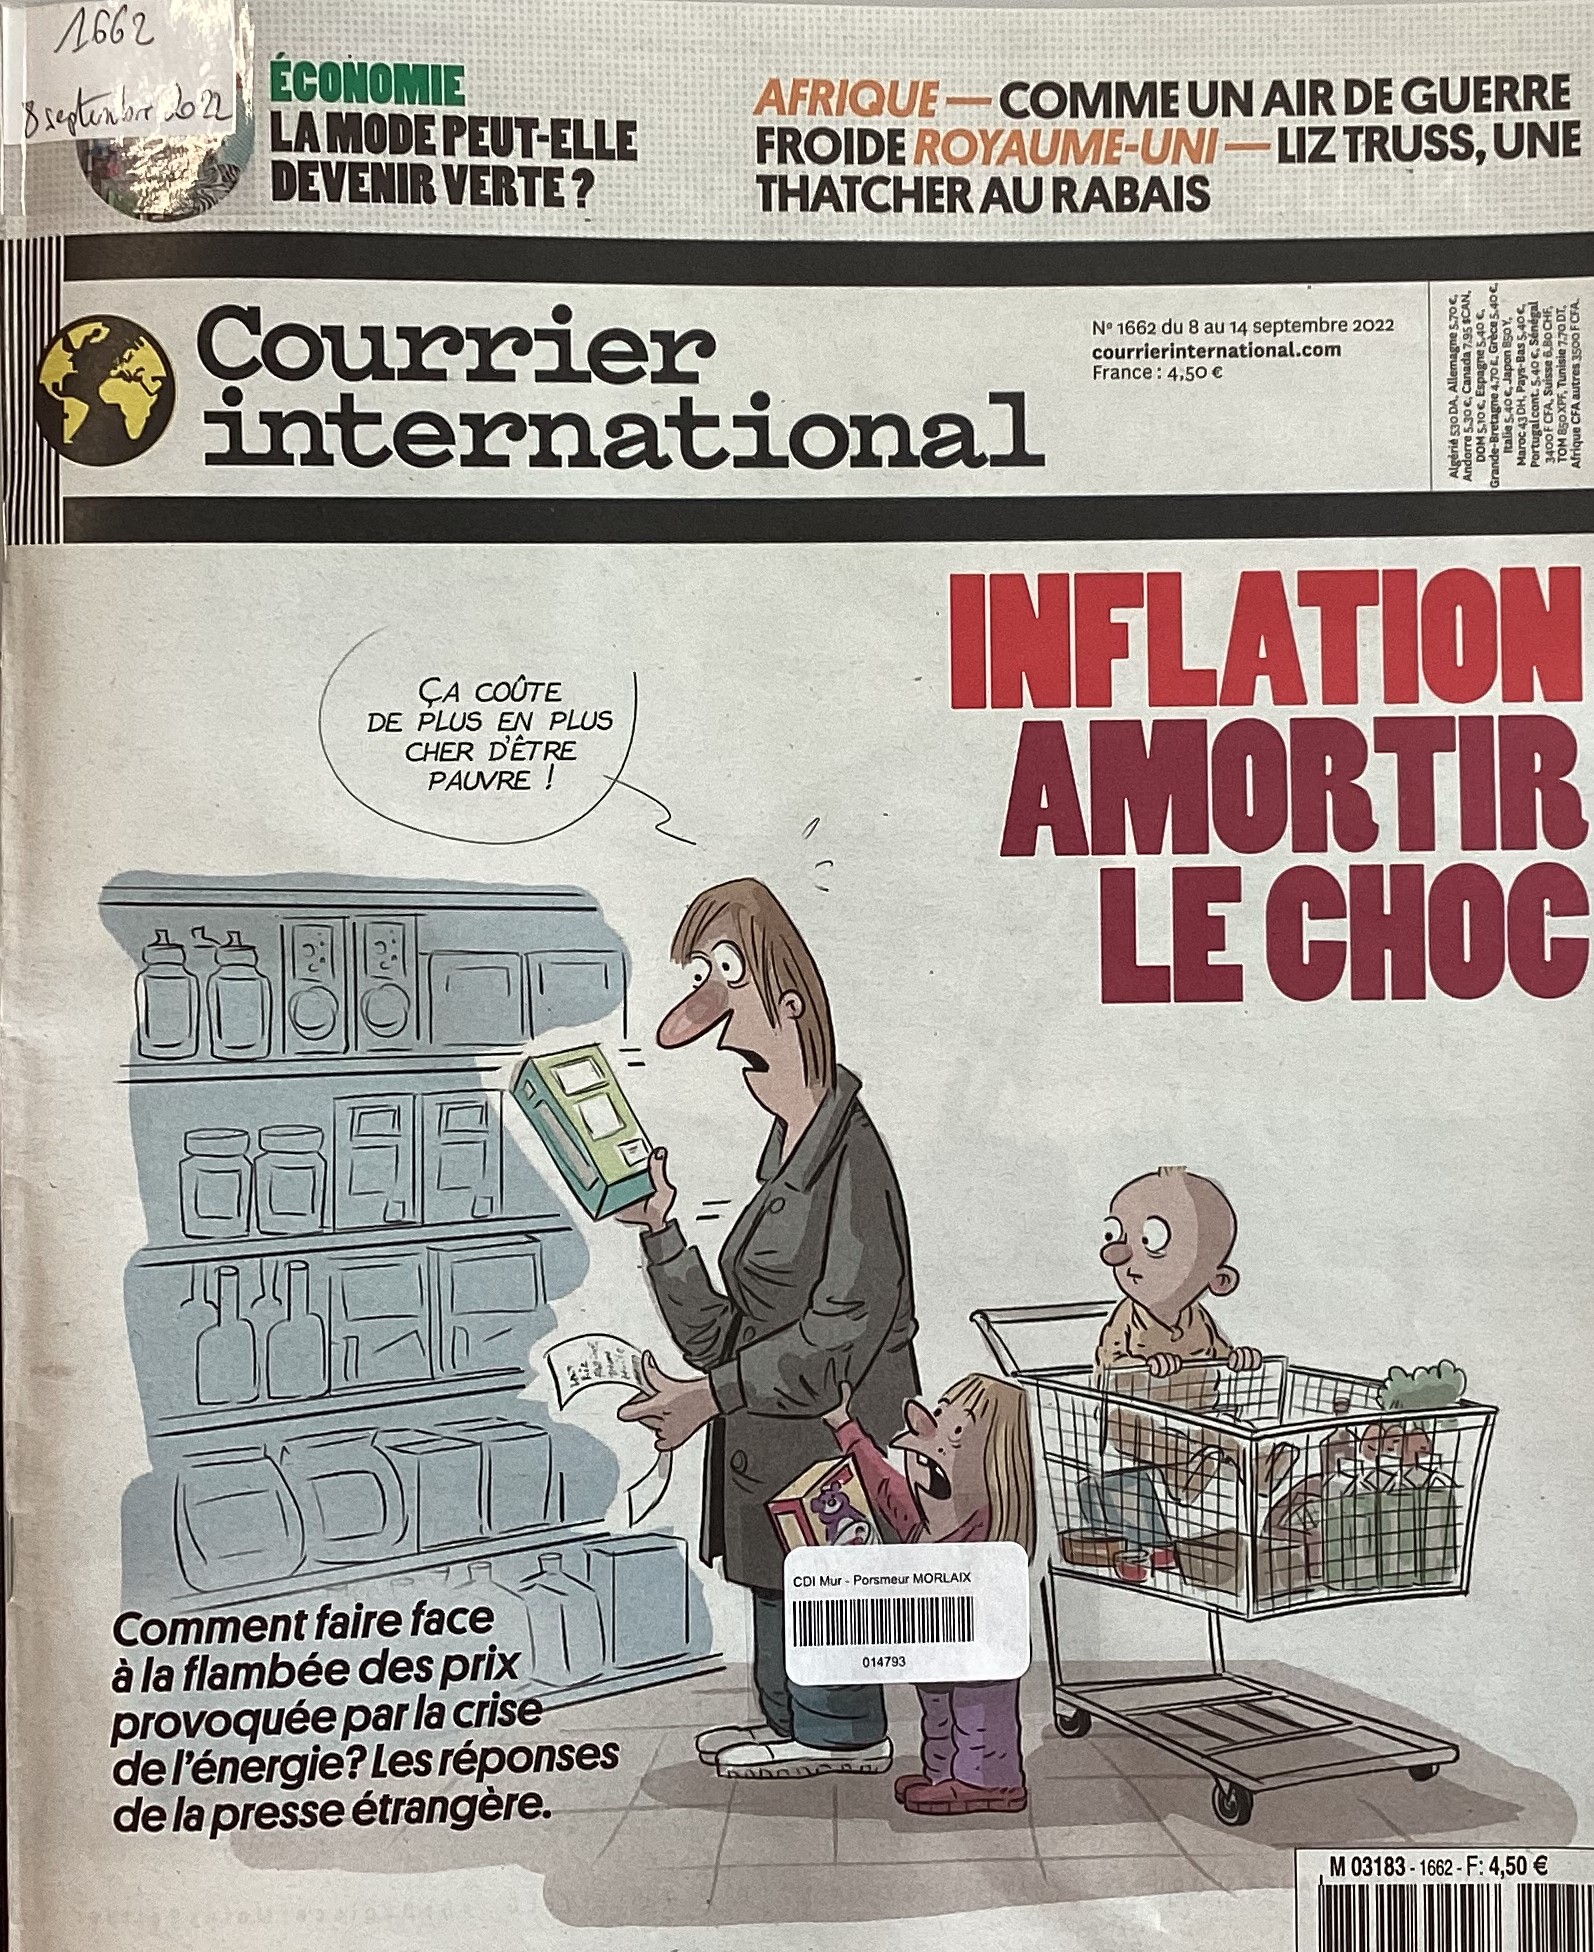 1662
8 septembre 2022
ÉCONOMIE
LA MODE PEUT-ELLE
DEVENIR VERTE ?
AFRIQUE — COMME UN AIR DE GUERRE
FROIDE ROYAUME-UNI — LIZ TRUSS, UNE
THATCHER AU RABAIS
Courrier
international
Nº 1662 du 8 au 14 septembre 2022
courrierinternational.com
France : 4,50 €
Algérie 530 DA, Allemagne 5,70 €,
Andorre 5,30 €, Canada 7,95 $CAN,
DOM 5,10 €, Espagne 5,40 €,
Grande-Bretagne 4,70 £, Grèce 5,40 €,
Italie 5,40 €, Japon 850 Y,
Maroc 43 DH, Pays-Bas 5,40 €,
Portugal cont. 5,40 €, Sénégal
3400 F CFA, Suisse 6,80 CHF,
TOM 850 XPF, Tunisie 7,70 DT,
Afrique CFA autres 3500 F CFA.
INFLATION
AMORTIR
LE CHOC
ÇA COÛTE
DE PLUS EN PLUS
CHER D'ÊTRE
PAUVRE !
CDI Mur - Porsmeur MORLAIX
014793
Comment faire face
à la flambée des prix
provoquée par la crise
de l'énergie? Les réponses
de la presse étrangère.
M 03183 - 1662 - F: 4,50 €